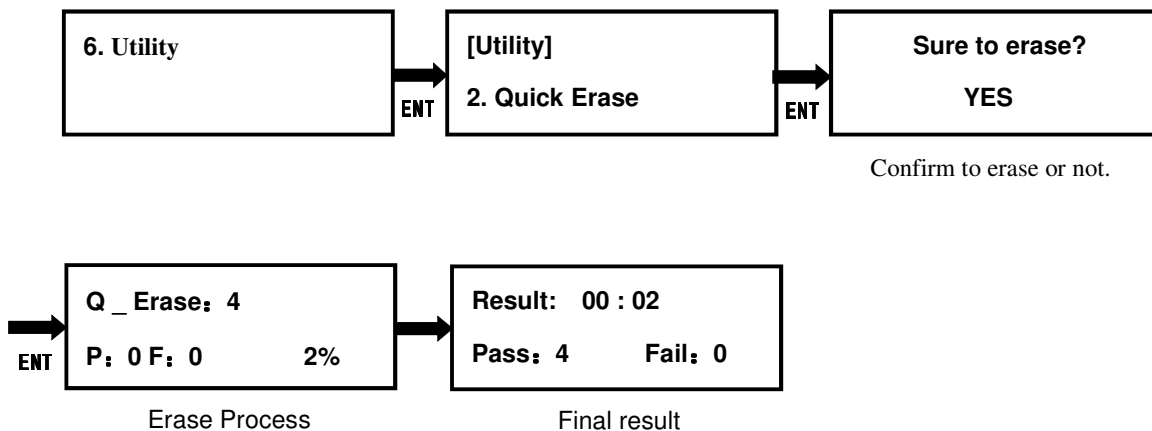 6. Utility
ENT
[Utility]
2. Quick Erase
ENT
Sure to erase?
YES
Confirm to erase or not.
ENT
Q _ Erase: 4
P: 0 F: 0 2%
Erase Process
Result: 00 : 02
Pass: 4 Fail: 0
Final result